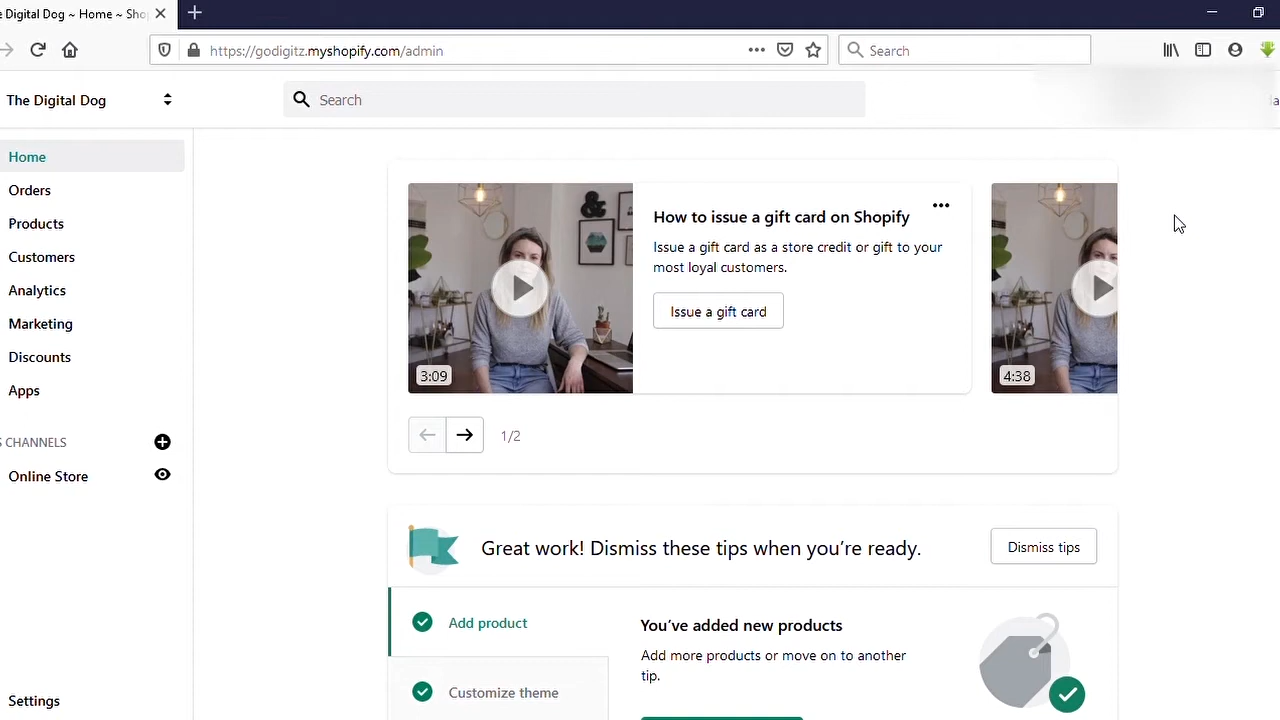 e Digital Dog ~ Home ~ Sho
https://godigitz.myshopify.com/admin
Search
The Digital Dog
Search
Home
Orders
Products
Customers
Analytics
Marketing
Discounts
Apps
S CHANNELS
Online Store
Settings
How to issue a gift card on Shopify
Issue a gift card as a store credit or gift to your
most loyal customers.
Issue a gift card
3:09
4:38
1/2
Great work! Dismiss these tips when you're ready.
Dismiss tips
Add product
Customize theme
You've added new products
Add more products or move on to another
tip.